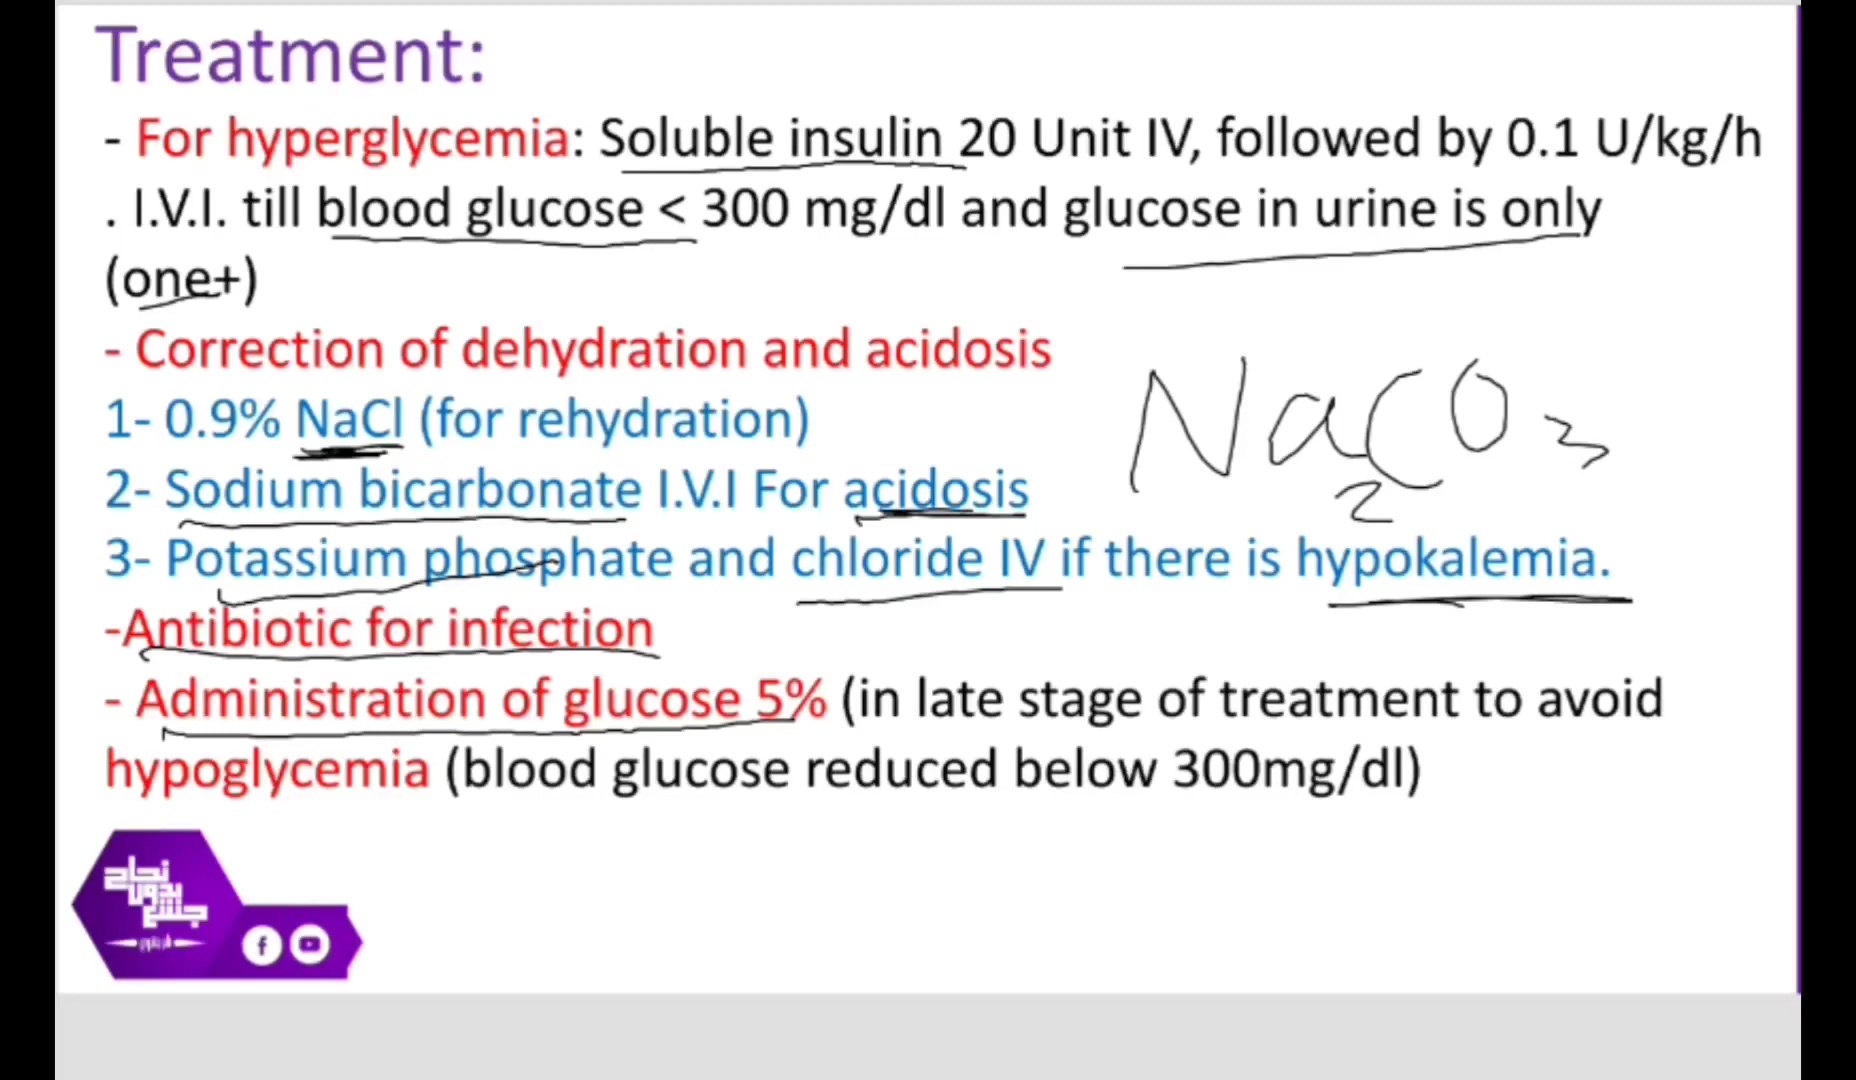 Treatment:
- For hyperglycemia: Soluble insulin 20 Unit IV, followed by 0.1 U/kg/h
. I.V.I. till blood glucose < 300 mg/dl and glucose in urine is only
(one+)
- Correction of dehydration and acidosis
1- 0.9% NaCl (for rehydration)
Na2CO3
2- Sodium bicarbonate I.V.I For acidosis
3- Potassium phosphate and chloride IV if there is hypokalemia.
-Antibiotic for infection
- Administration of glucose 5% (in late stage of treatment to avoid
hypoglycemia (blood glucose reduced below 300mg/dl)
نجاح
بدون